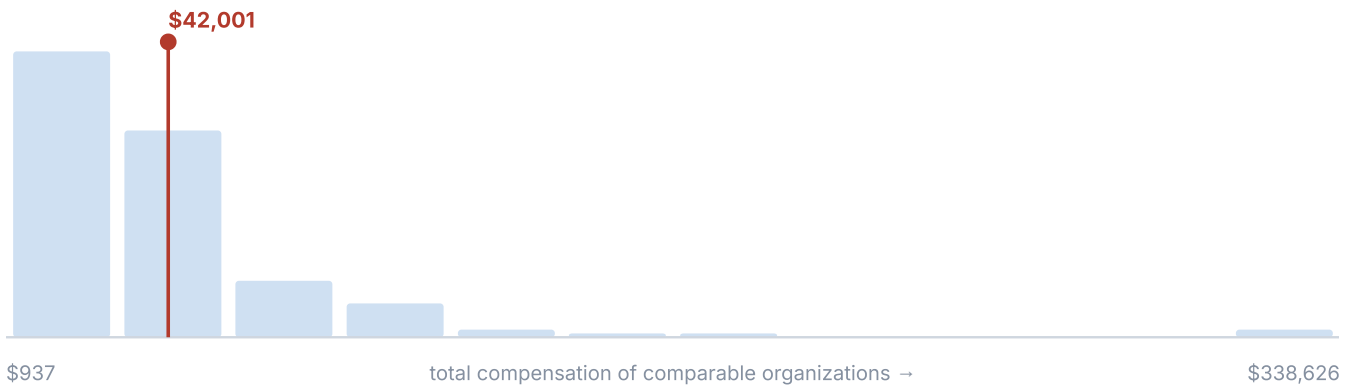 $42,001
$937
total compensation of comparable organizations →
$338,626